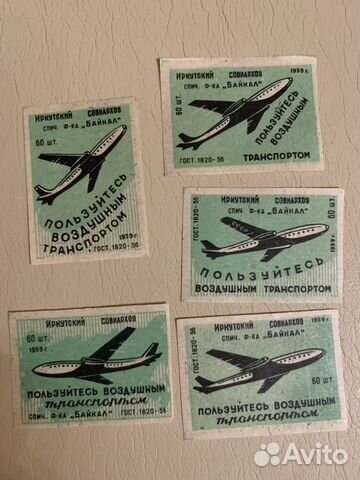 Иркутский совнархоз
спич. ф-ка „Байкал"
60 шт.
ПОЛЬЗУЙТЕСЬ
ВОЗДУШНЫМ
ТРАНСПОРТОМ
1959 г.
ГОСТ. 1820-56
Иркутский совнархоз
1959 г.
спич. ф-ка „Байкал"
60 шт.
ПОЛЬЗУЙТЕСЬ
ВОЗДУШНЫМ
ГОСТ. 1820-56
ТРАНСПОРТОМ
Иркутский совнархоз
спич. ф-ка „Байкал"
ГОСТ. 1820-56
60 шт.
СССР
ПОЛЬЗУЙТЕСЬ
ВОЗДУШНЫМ ТРАНСПОРТОМ
1959 г.
Иркутский совнархоз
60 шт.
1959 г.
ПОЛЬЗУЙТЕСЬ ВОЗДУШНЫМ
транспортом
спич. ф-ка „Байкал" ГОСТ. 1820-56
Иркутский совнархоз
1959 г.
спич. ф-ка „Байкал"
ГОСТ. 1820-56
60 шт.
ПОЛЬЗУЙТЕСЬ ВОЗДУШНЫМ
транспортом
Avito